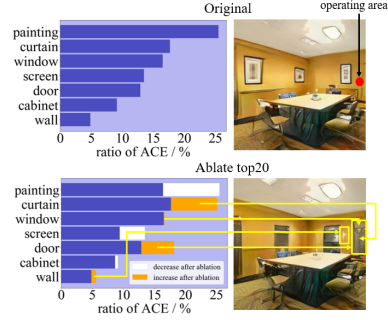 Original
operating area
painting
curtain
window
screen
door
cabinet
wall
0 5 10 15 20 25
ratio of ACE / %
Ablate top20
painting
curtain
window
screen
door
cabinet
wall
decrease after ablation
increase after ablation
0 5 10 15 20 25
ratio of ACE / %